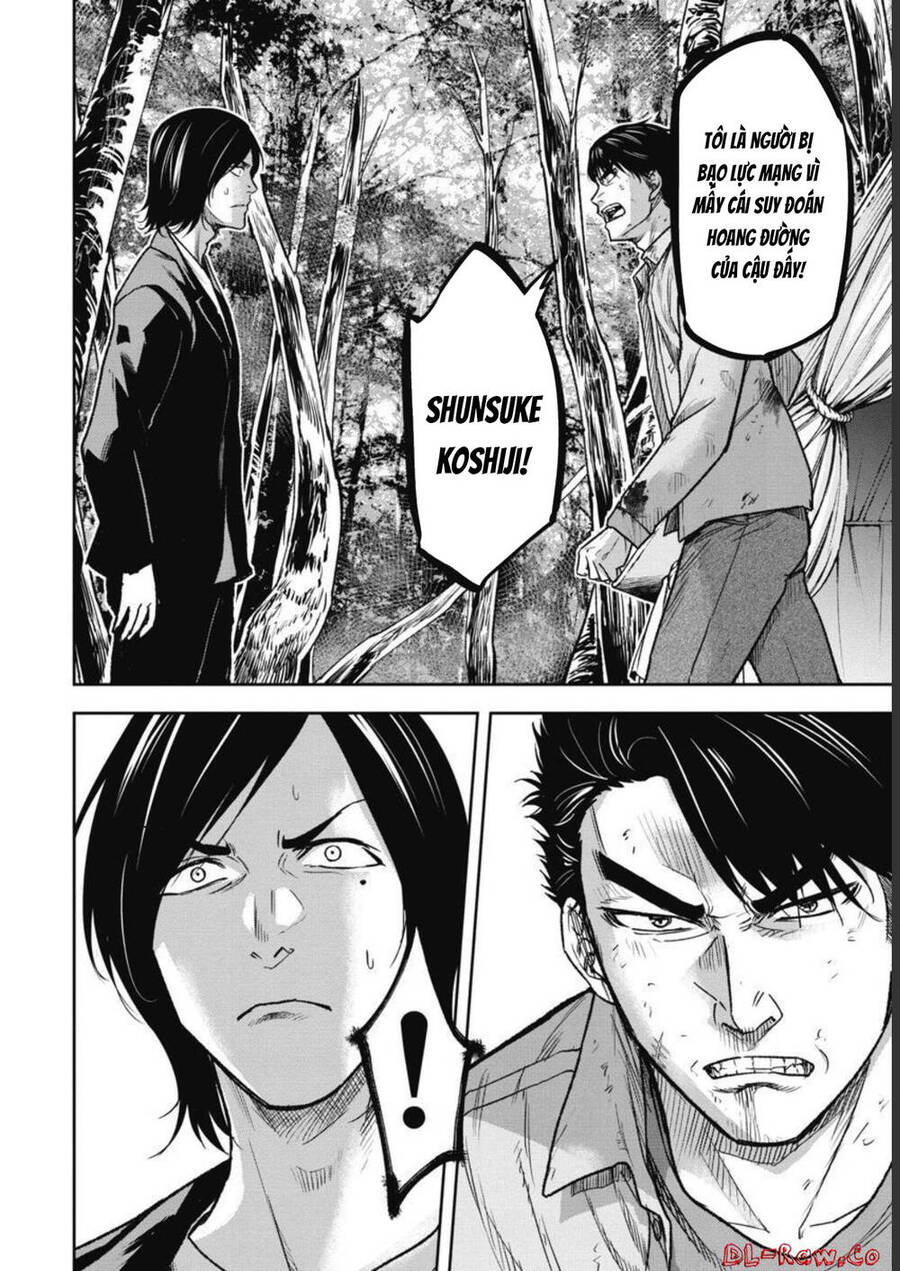 TÔI LÀ NGƯỜI BỊ
BẠO LỰC MẠNG VÌ
MẤY CÁI SUY ĐOÁN
HOANG ĐƯỜNG
CỦA CẬU ĐẤY!
SHUNSUKE
KOSHIJI!
!
DL-Raw.Co